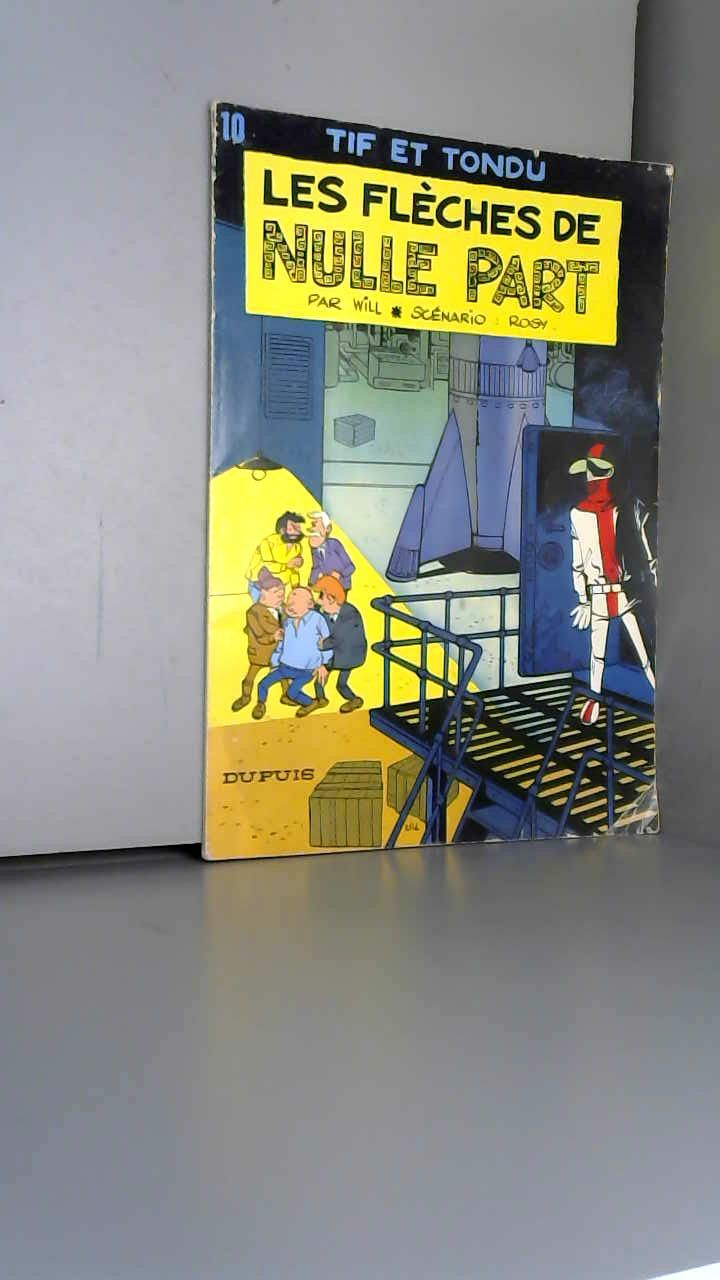 10
TIF ET TONDU
LES FLÈCHES DE
NULLE PART
PAR WILL * SCÉNARIO : ROSY.
DUPUIS